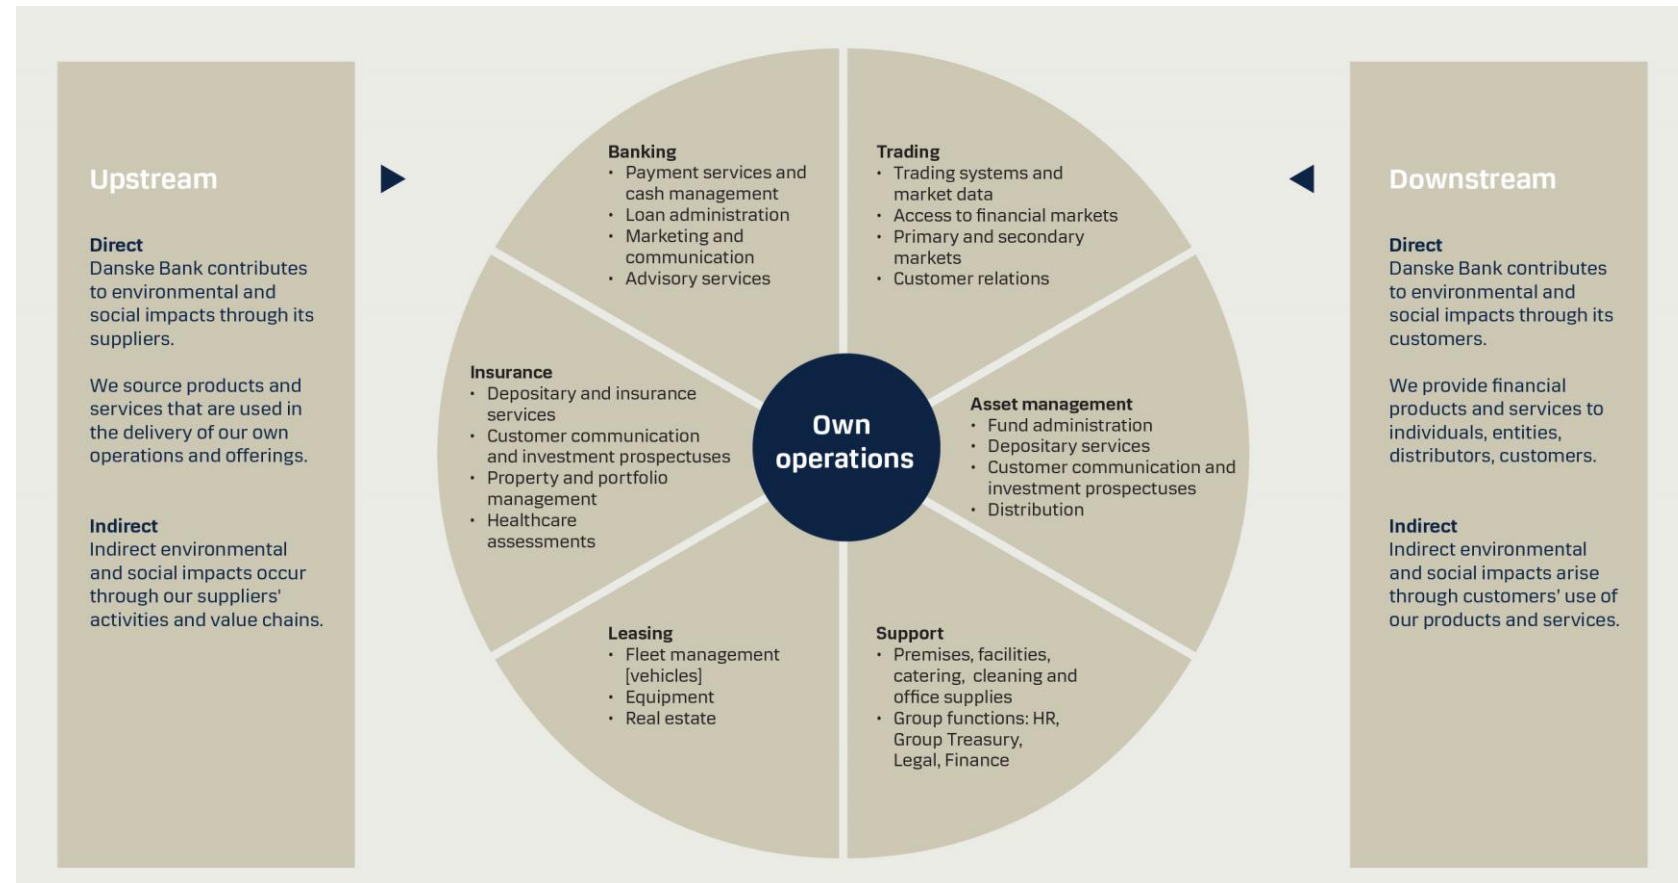 Upstream
Direct
Danske Bank contributes
to environmental and
social impacts through its
suppliers.
We source products and
services that are used in
the delivery of our own
operations and offerings.
Indirect
Indirect environmental
and social impacts occur
through our suppliers'
activities and value chains.
Banking
• Payment services and
cash management
• Loan administration
• Marketing and
communication
• Advisory services
Trading
• Trading systems and
market data
• Access to financial markets
• Primary and secondary
markets
• Customer relations
Insurance
• Depositary and insurance
services
• Customer communication
and investment prospectuses
• Property and portfolio
management
• Healthcare
assessments
Own
operations
Asset management
• Fund administration
• Depositary services
• Customer communication and
investment prospectuses
• Distribution
Leasing
• Fleet management
[vehicles]
• Equipment
• Real estate
Support
• Premises, facilities,
catering, cleaning and
office supplies
• Group functions: HR,
Group Treasury,
Legal, Finance
Downstream
Direct
Danske Bank contributes
to environmental and
social impacts through its
customers.
We provide financial
products and services to
individuals, entities,
distributors, customers.
Indirect
Indirect environmental
and social impacts arise
through customers' use of
our products and services.